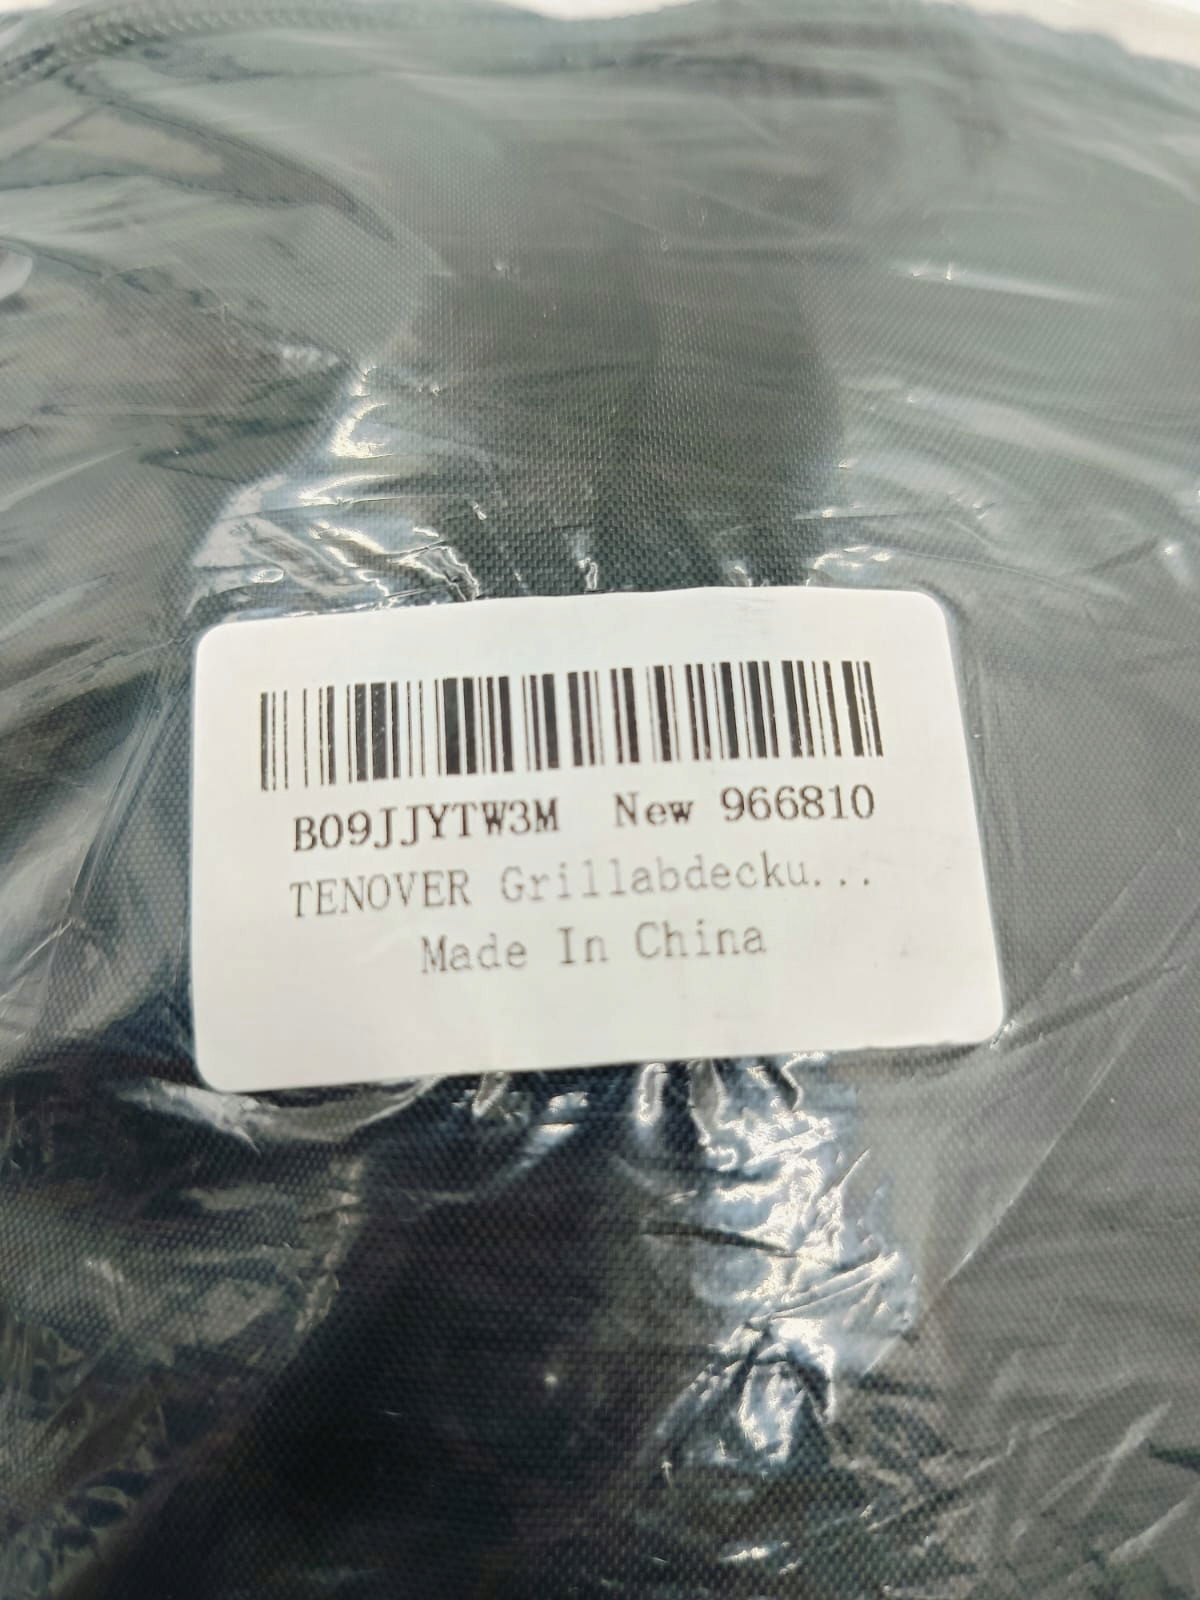 B09JJYTW3M New 966810
TENOVER Grillabdecku...
Made In China